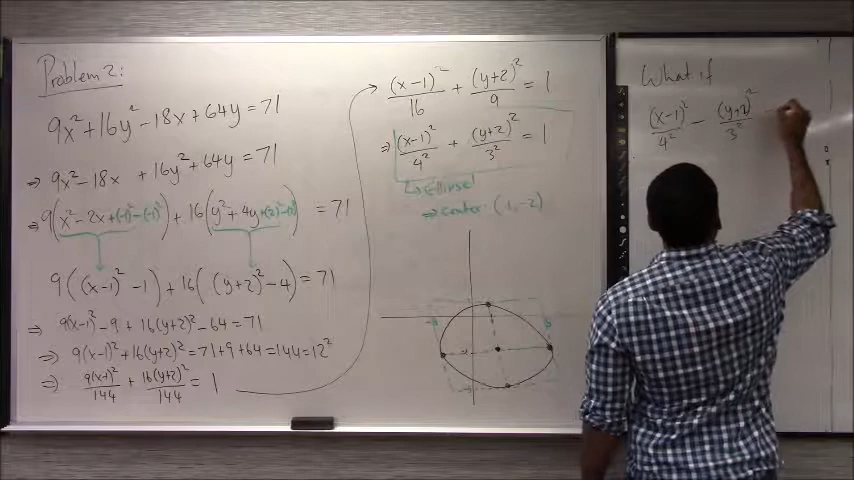 Problem 2:
9x² + 16y² - 18x + 64y = 71
⇒ 9x² - 18x + 16y² + 64y = 71
⇒ 9(x² - 2x + (-1)² - (-1)²) + 16(y² + 4y + (2)² - (2)²) = 71
9((x-1)² - 1) + 16((y+2)² - 4) = 71
⇒ 9(x-1)² - 9 + 16(y+2)² - 64 = 71
⇒ 9(x-1)² + 16(y+2)² = 71 + 9 + 64 = 144 = 12²
⇒ 9(x-1)²/144 + 16(y+2)²/144 = 1
(x-1)²/16 + (y+2)²/9 = 1
⇒ (x-1)²/4² + (y+2)²/3² = 1
↳ ellipse!
⇒ center: (1, -2)
What if
(x-1)²/4² - (y+2)²/3²